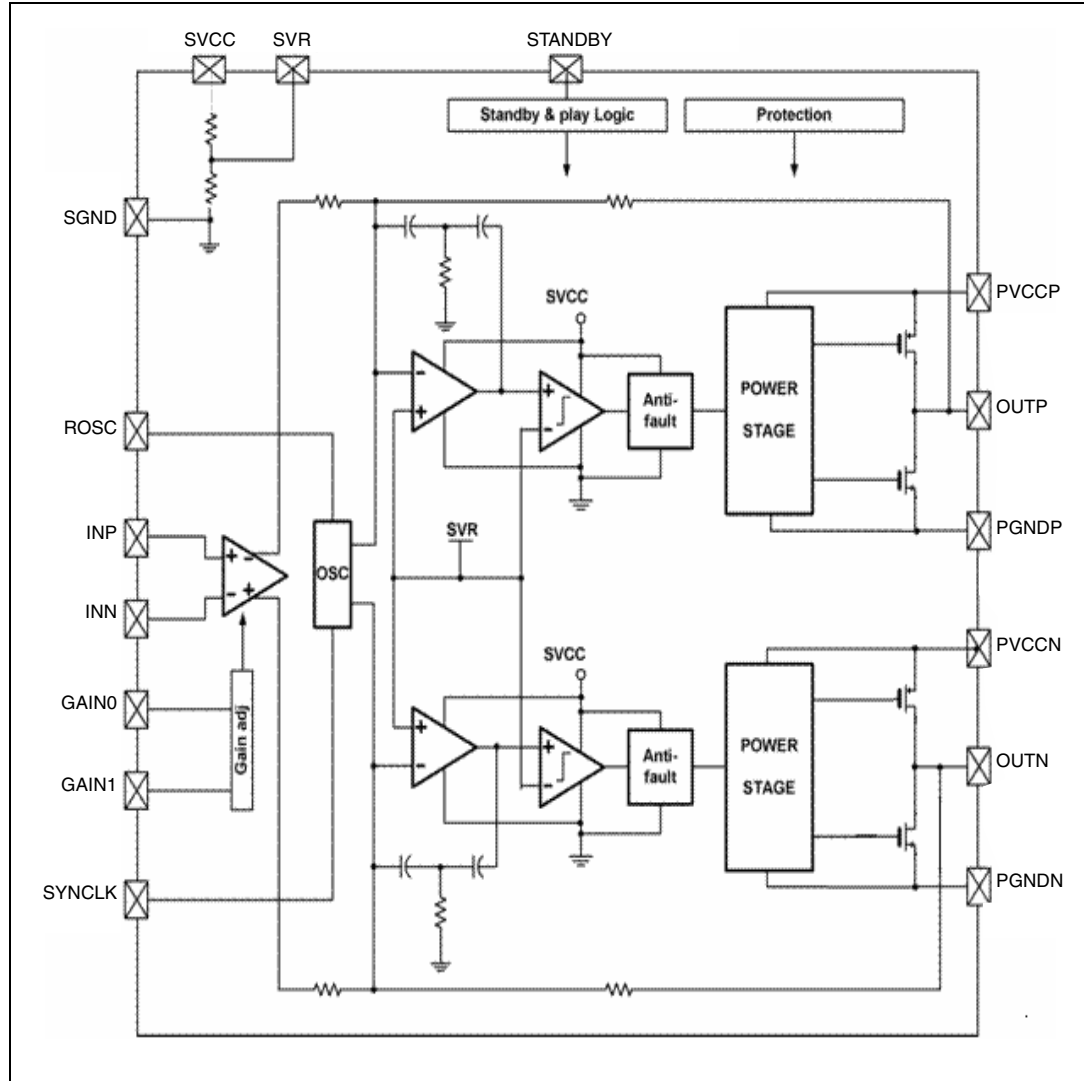 SVCC
SVR
STANDBY
Standby & play Logic
Protection
SGND
SVCC
PVCCP
Anti-
fault
POWER
STAGE
OUTP
ROSC
INP
SVR
PGNDP
OSC
INN
SVCC
PVCCN
GAIN0
Gain adj
Anti-
fault
POWER
STAGE
OUTN
GAIN1
SYNCLK
PGNDN